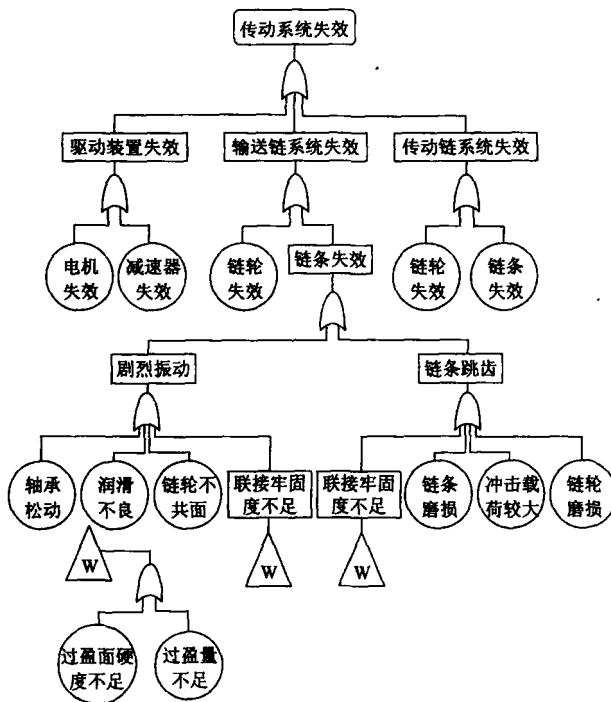 传动系统失效
驱动装置失效
输送链系统失效
传动链系统失效
电机
失效
减速器
失效
链轮
失效
链条失效
链轮
失效
链条
失效
剧烈振动
链条跳齿
轴承
松动
润滑
不良
链轮不
共面
联接牢固
度不足
联接牢固
度不足
链条
磨损
冲击载
荷较大
链轮
磨损
W
W
W
过盈面硬
度不足
过盈量
不足